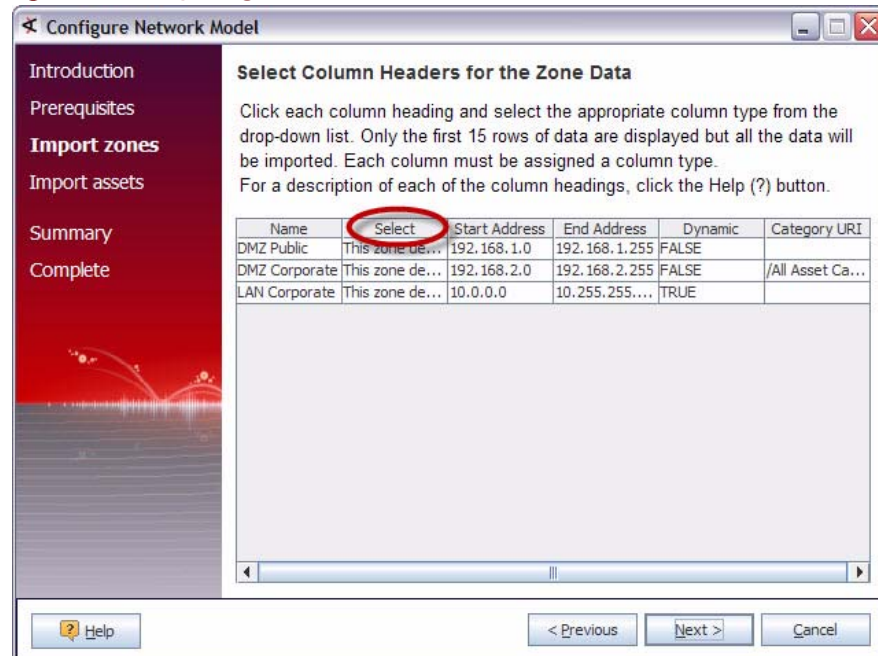 Configure Network Model
Introduction
Prerequisites
Import zones
Import assets
Summary
Complete
Select Column Headers for the Zone Data
Click each column heading and select the appropriate column type from the
drop-down list. Only the first 15 rows of data are displayed but all the data will
be imported. Each column must be assigned a column type.
For a description of each of the column headings, click the Help (?) button.
Name Select Start Address End Address Dynamic Category URI
DMZ Public This zone de... 192.168.1.0 192.168.1.255 FALSE
DMZ Corporate This zone de... 192.168.2.0 192.168.2.255 FALSE /All Asset Ca...
LAN Corporate This zone de... 10.0.0.0 10.255.255.... TRUE
Help
< Previous
Next >
Cancel